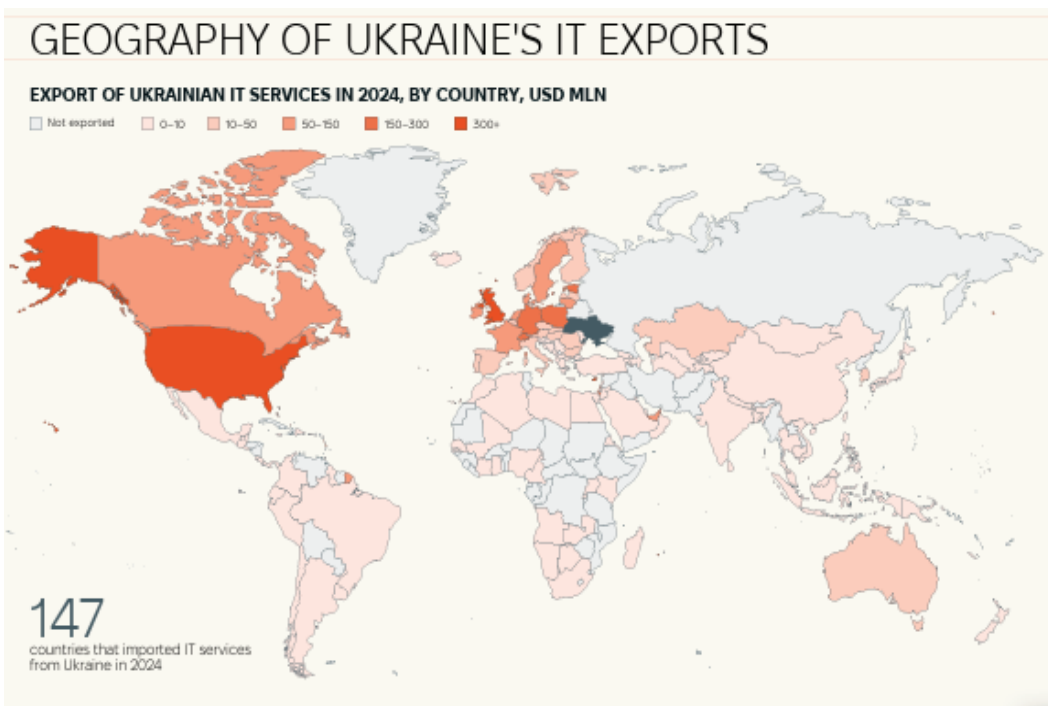 GEOGRAPHY OF UKRAINE'S IT EXPORTS
EXPORT OF UKRAINIAN IT SERVICES IN 2024, BY COUNTRY, USD MLN
Not exported 0–10 10–50 50–150 150–300 300+
147
countries that imported IT services
from Ukraine in 2024